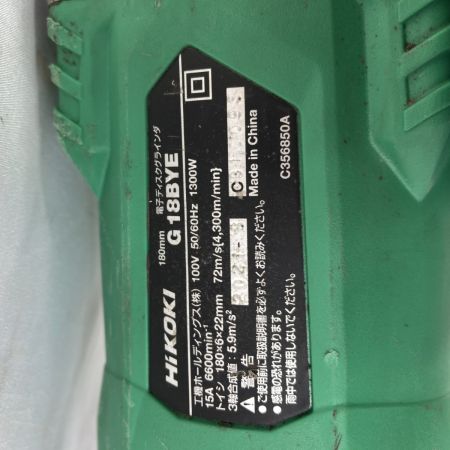 HiKOKI
180mm 電子ディスクグラインダ
G 18BYE
工機ホールディングス(株) 100V 50/60Hz 1300W
15A 6600min⁻¹
トイシ 180×6×22mm 72m/s{4,300m/min}
3軸合成値:5.9m/s²
警 告
●ご使用前に取扱説明書を必ずよくお読みください。
●感電の恐れがあります。
雨中では使用しないでください。
Made in China
C356850A